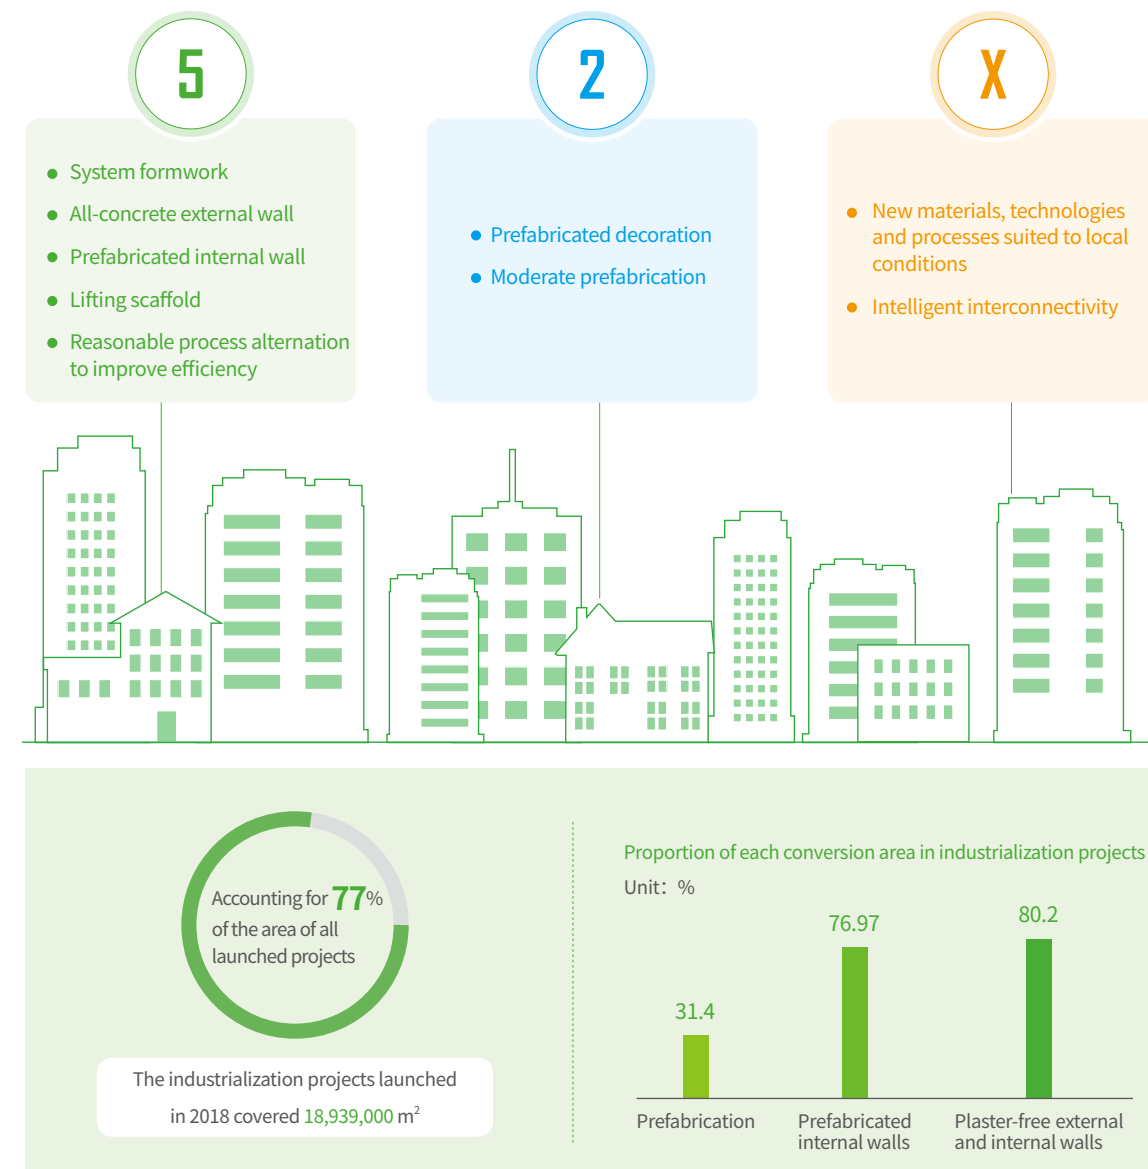 5
System formwork
All-concrete external wall
Prefabricated internal wall
Lifting scaffold
Reasonable process alternation
to improve efficiency
2
Prefabricated decoration
Moderate prefabrication
X
New materials, technologies
and processes suited to local
conditions
Intelligent interconnectivity
Accounting for 77%
of the area of all
launched projects
The industrialization projects launched
in 2018 covered 18,939,000 m²
Proportion of each conversion area in industrialization projects
Unit: %
31.4
76.97
80.2
Prefabrication
Prefabricated
internal walls
Plaster-free external
and internal walls